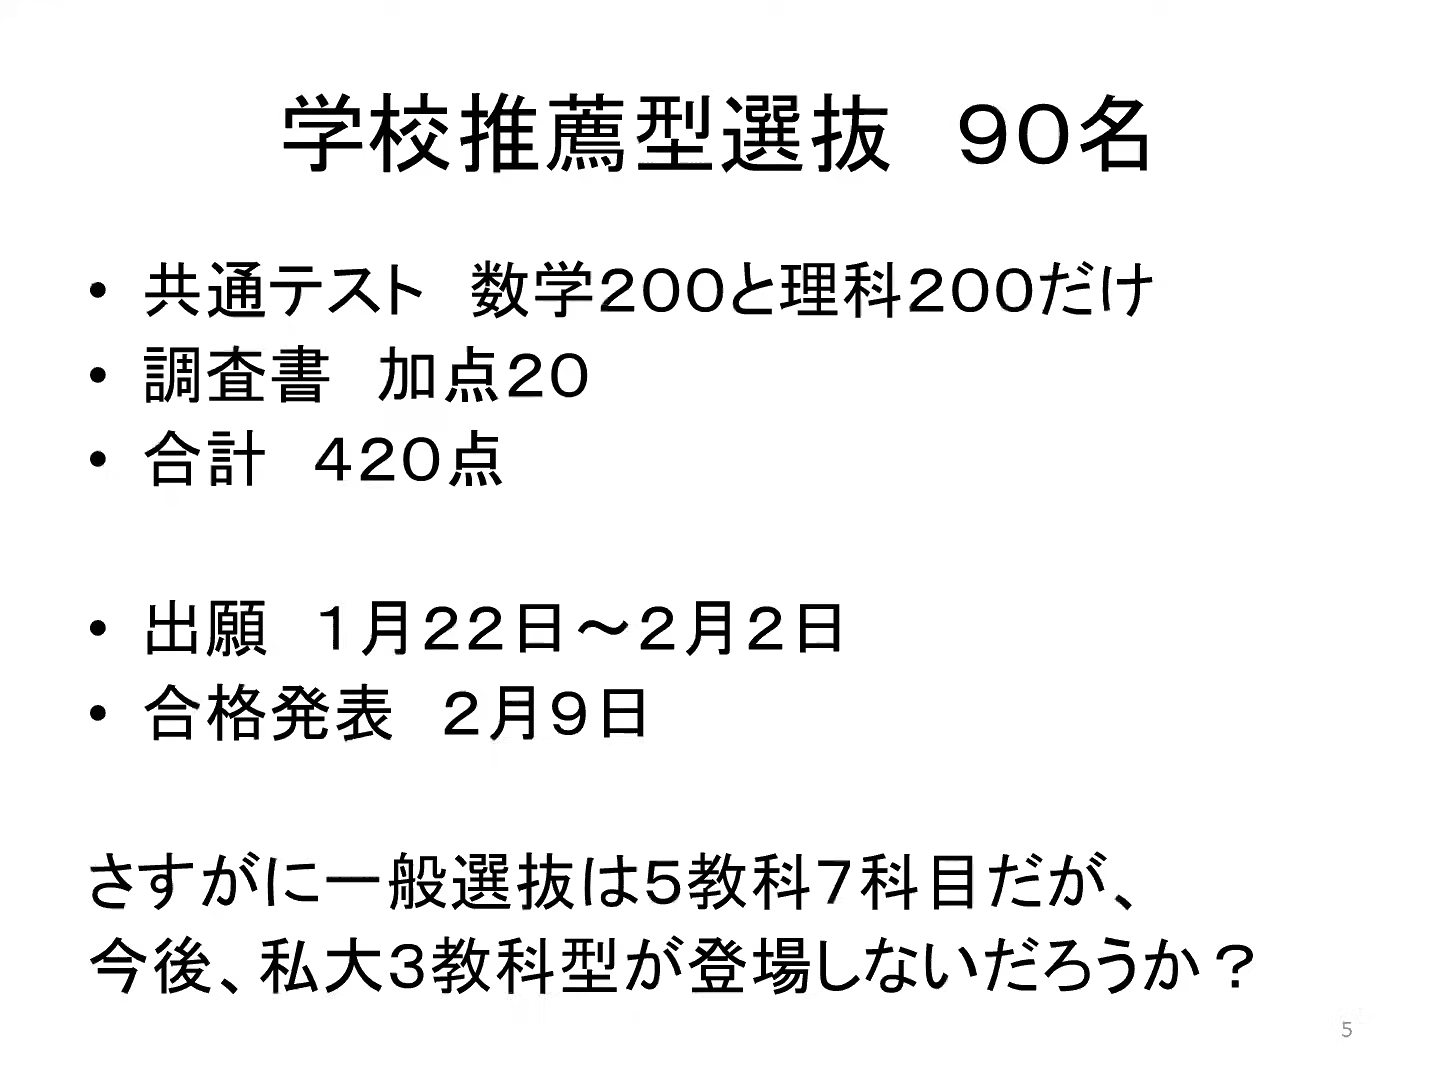 学校推薦型選抜　９０名
• 共通テスト　数学２００と理科２００だけ
• 調査書　加点２０
• 合計　４２０点
• 出願　１月２２日～２月２日
• 合格発表　２月９日
さすがに一般選抜は５教科７科目だが、
今後、私大３教科型が登場しないだろうか？
5